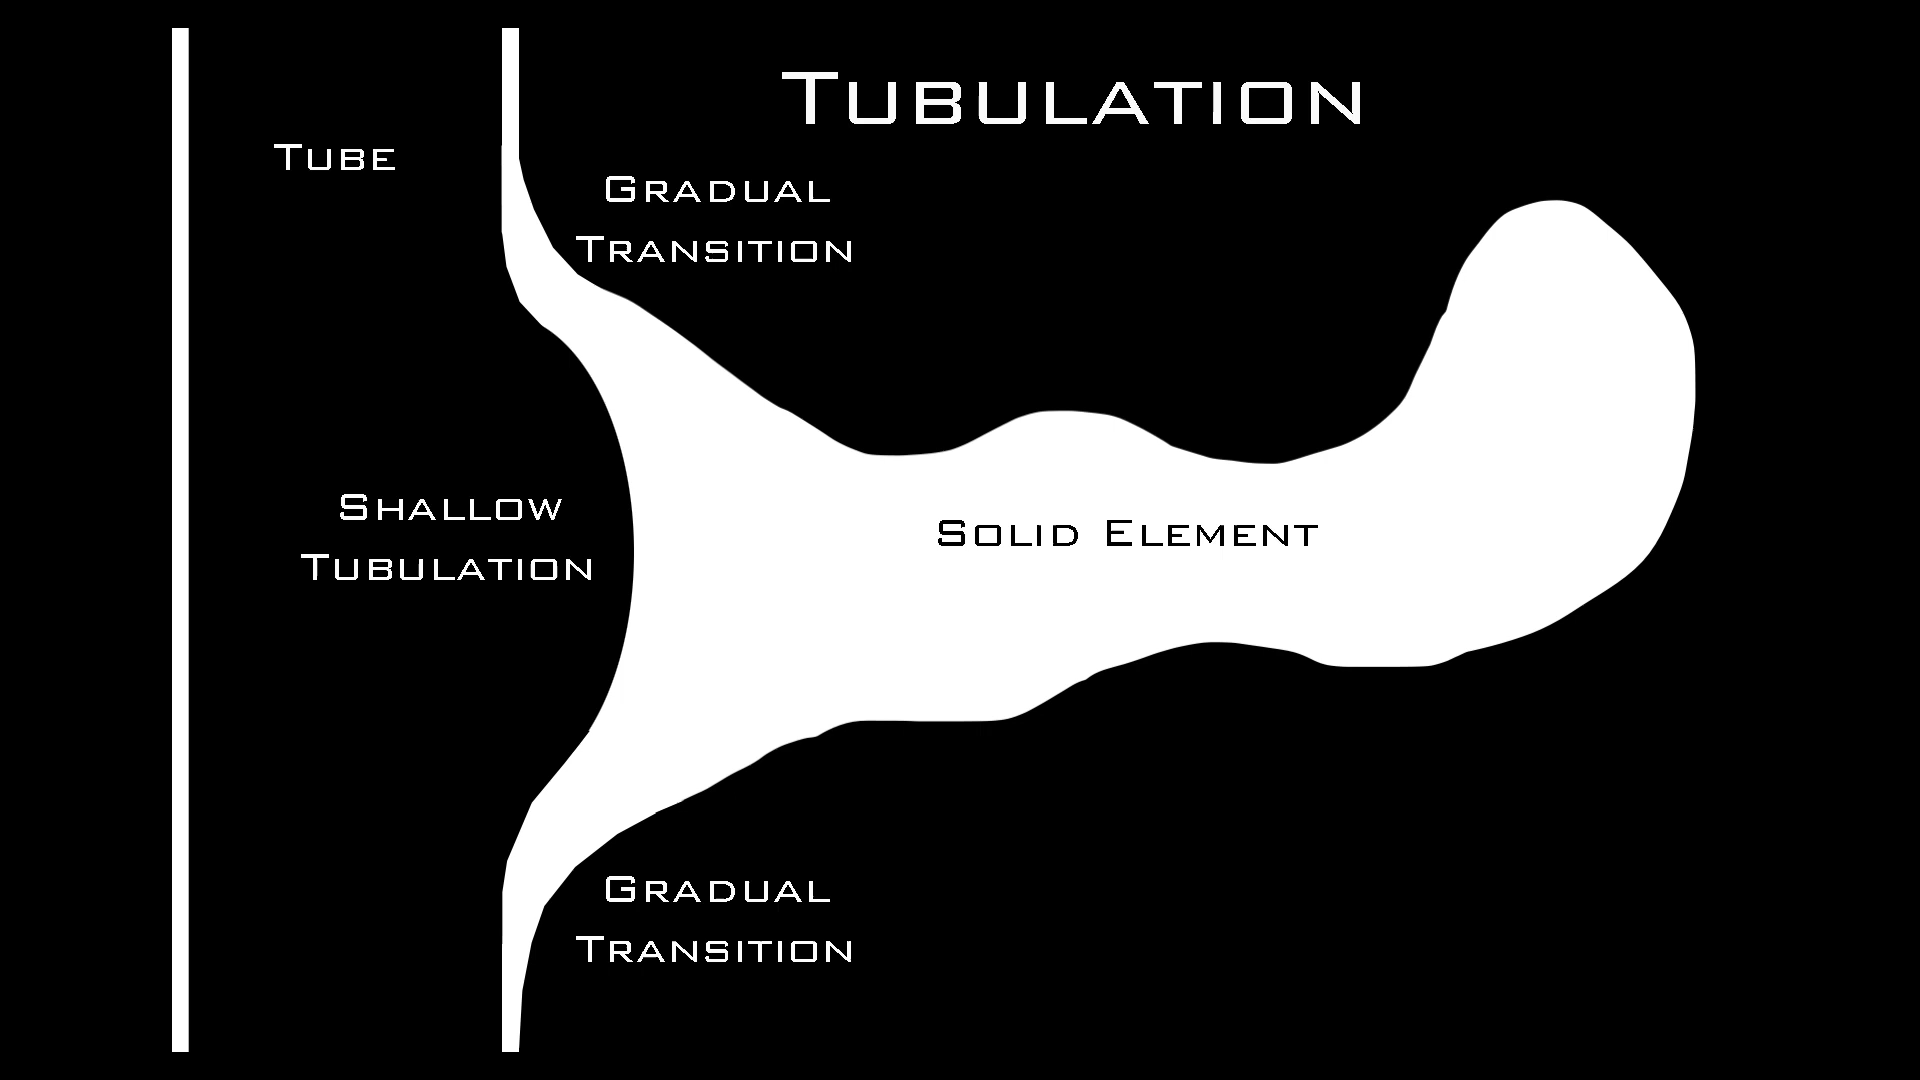 Tubulation
Tube
Gradual
Transition
Shallow
Tubulation
Solid Element
Gradual
Transition